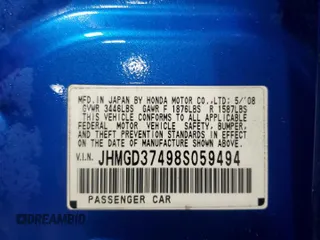 MFD. IN JAPAN BY HONDA MOTOR CO.,LTD: 5/'08
GVWR 3446LBS GAWR F 1876LBS R 1587LBS
THIS VEHICLE CONFORMS TO ALL APPLICABLE
FEDERAL MOTOR VEHICLE SAFETY, BUMPER,
AND THEFT PREVENTION STANDARDS IN EFFECT
ON THE DATE OF MANUFACTURE SHOWN ABOVE.
V.I.N. JHMGD37498S059494
PASSENGER CAR
DREAMBID